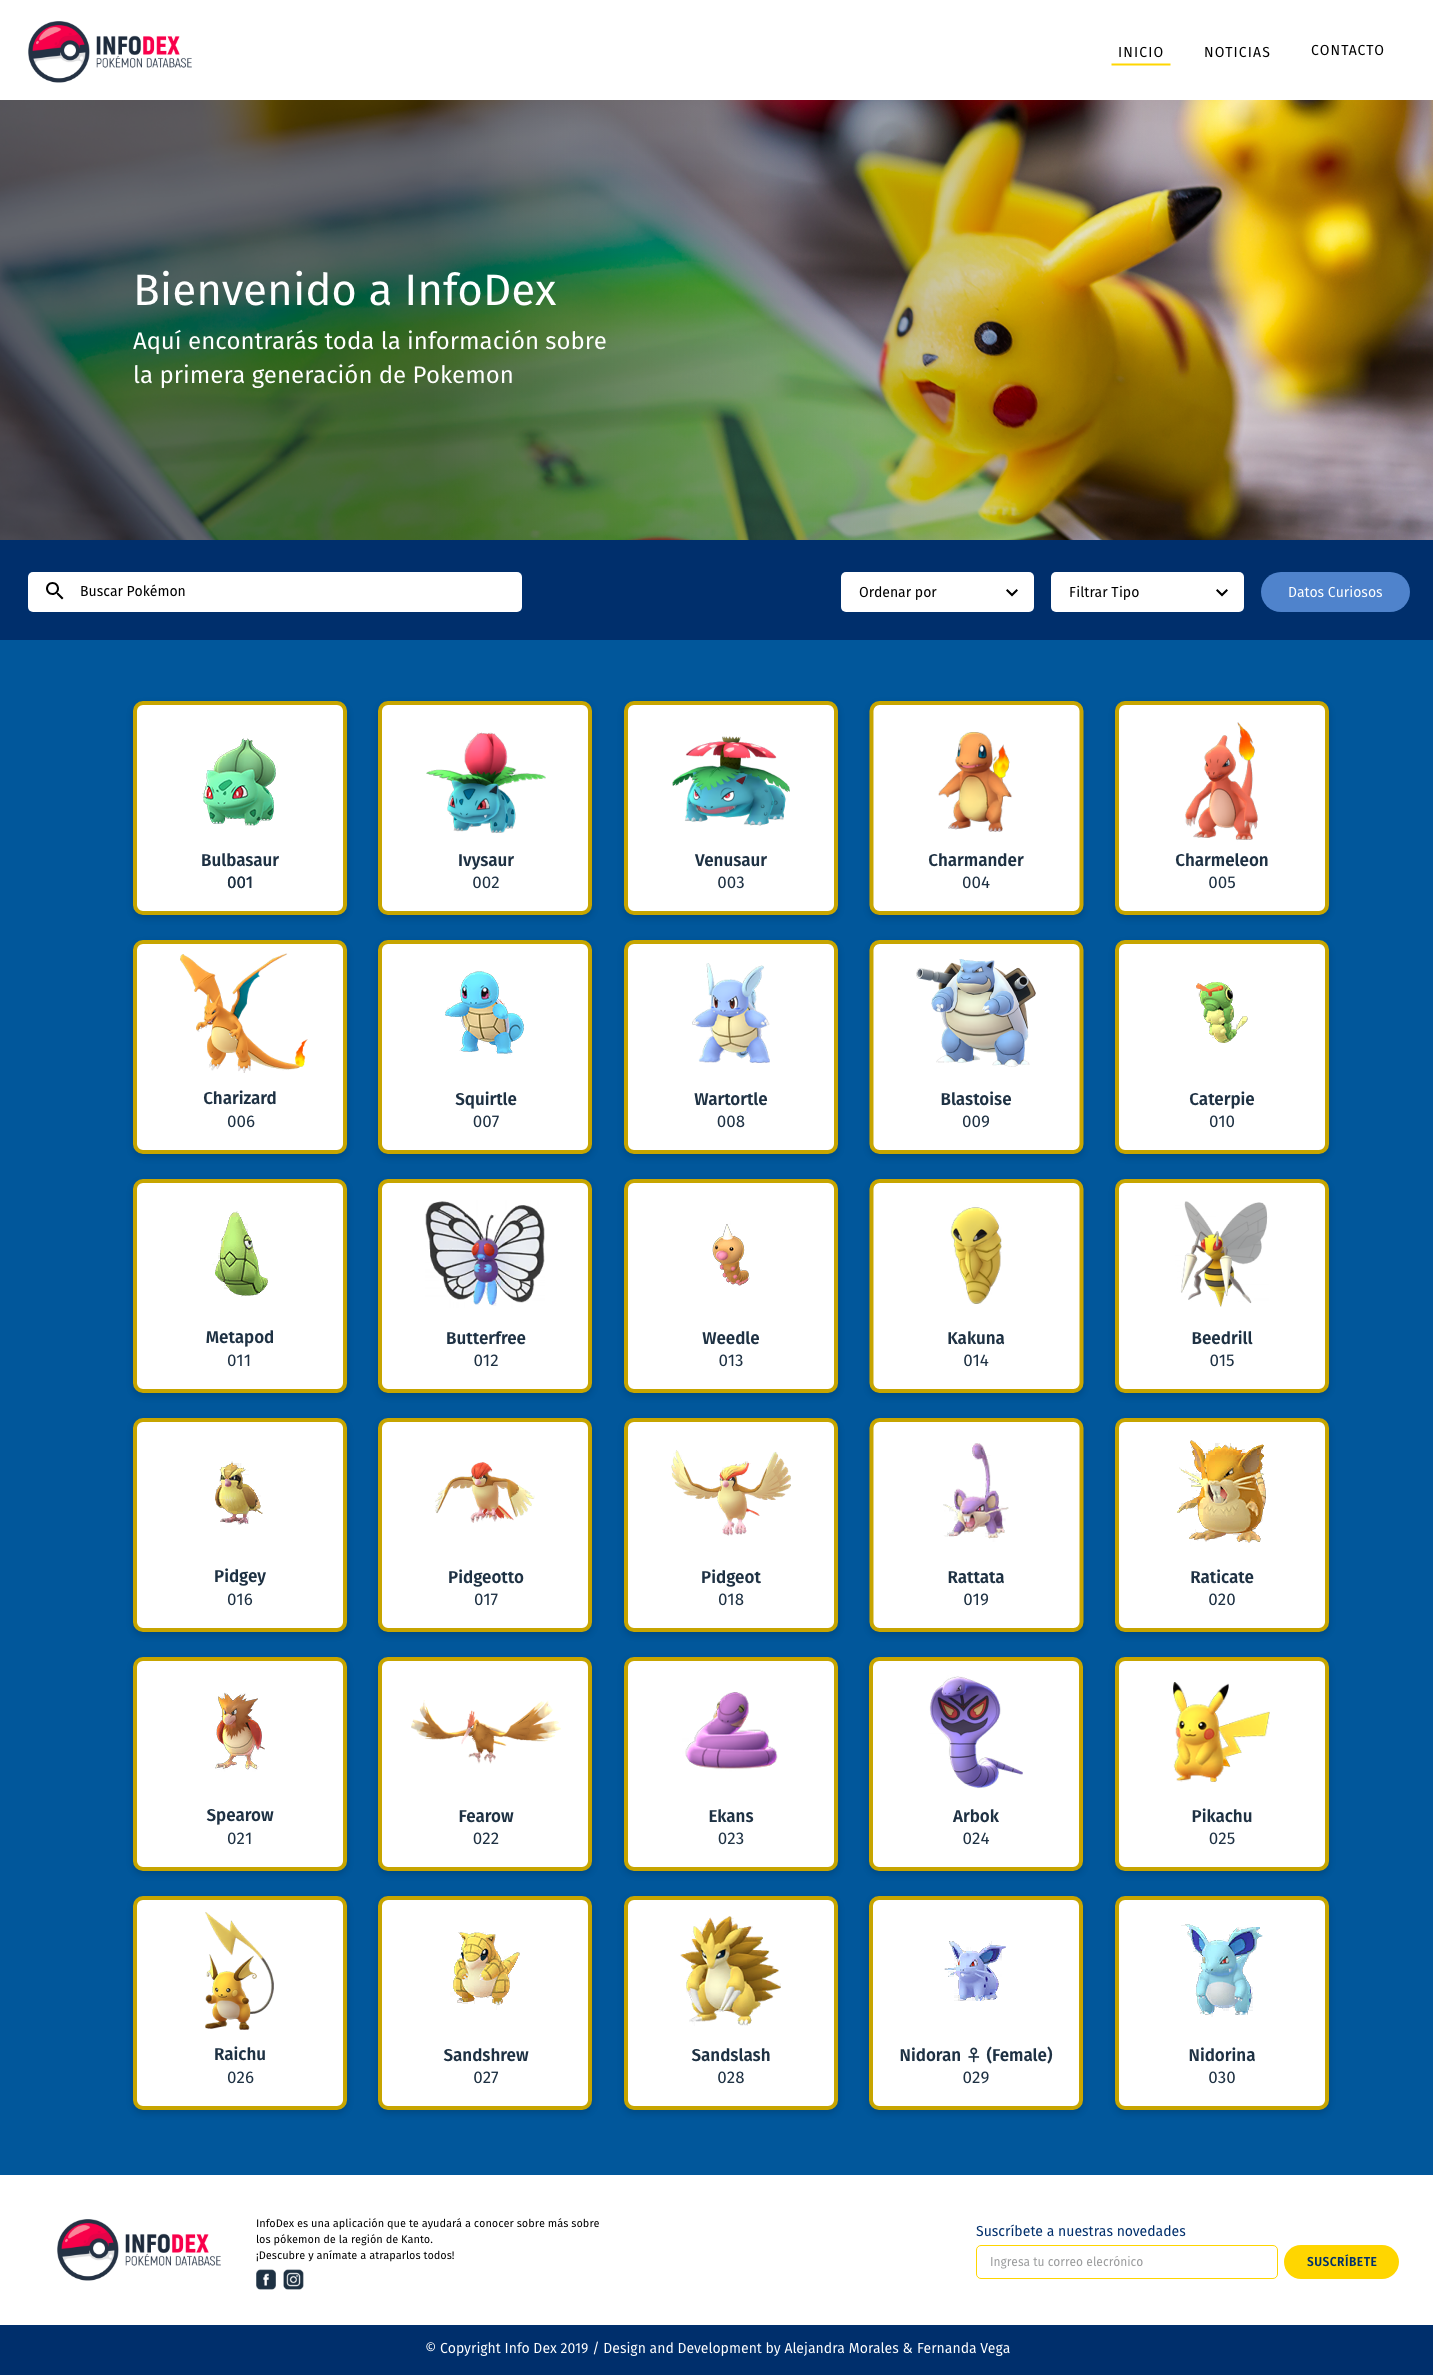 INFODEX
POKÉMON DATABASE
INICIO
NOTICIAS
CONTACTO
Bienvenido a InfoDex
Aquí encontrarás toda la información sobre
la primera generación de Pokemon
Buscar Pokémon
Ordenar por
Filtrar Tipo
Datos Curiosos
Bulbasaur
001
Ivysaur
002
Venusaur
003
Charmander
004
Charmeleon
005
Charizard
006
Squirtle
007
Wartortle
008
Blastoise
009
Caterpie
010
Metapod
011
Butterfree
012
Weedle
013
Kakuna
014
Beedrill
015
Pidgey
016
Pidgeotto
017
Pidgeot
018
Rattata
019
Raticate
020
Spearow
021
Fearow
022
Ekans
023
Arbok
024
Pikachu
025
Raichu
026
Sandshrew
027
Sandslash
028
Nidoran ♀ (Female)
029
Nidorina
030
INFODEX
POKÉMON DATABASE
InfoDex es una aplicación que te ayudará a conocer sobre más sobre
los pókemon de la región de Kanto.
¡Descubre y anímate a atraparlos todos!
Suscríbete a nuestras novedades
Ingresa tu correo elecrónico
SUSCRÍBETE
© Copyright Info Dex 2019 / Design and Development by Alejandra Morales & Fernanda Vega